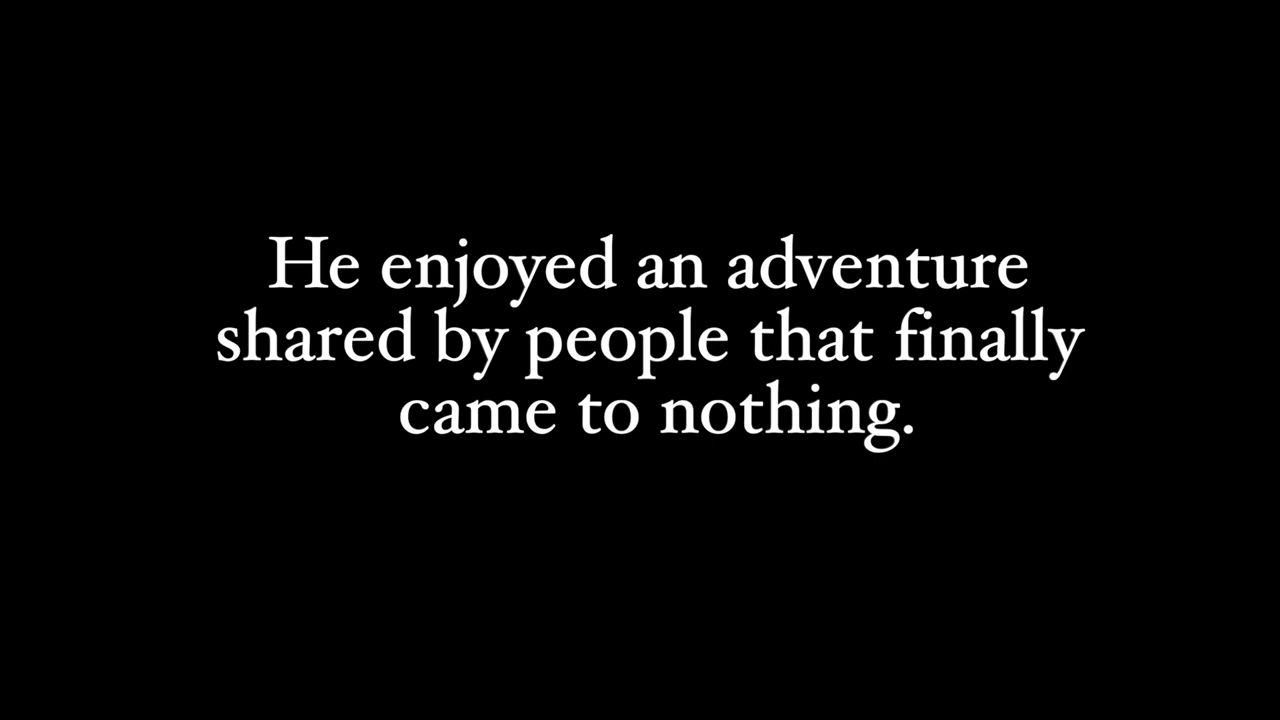 He enjoyed an adventure
shared by people that finally
came to nothing.